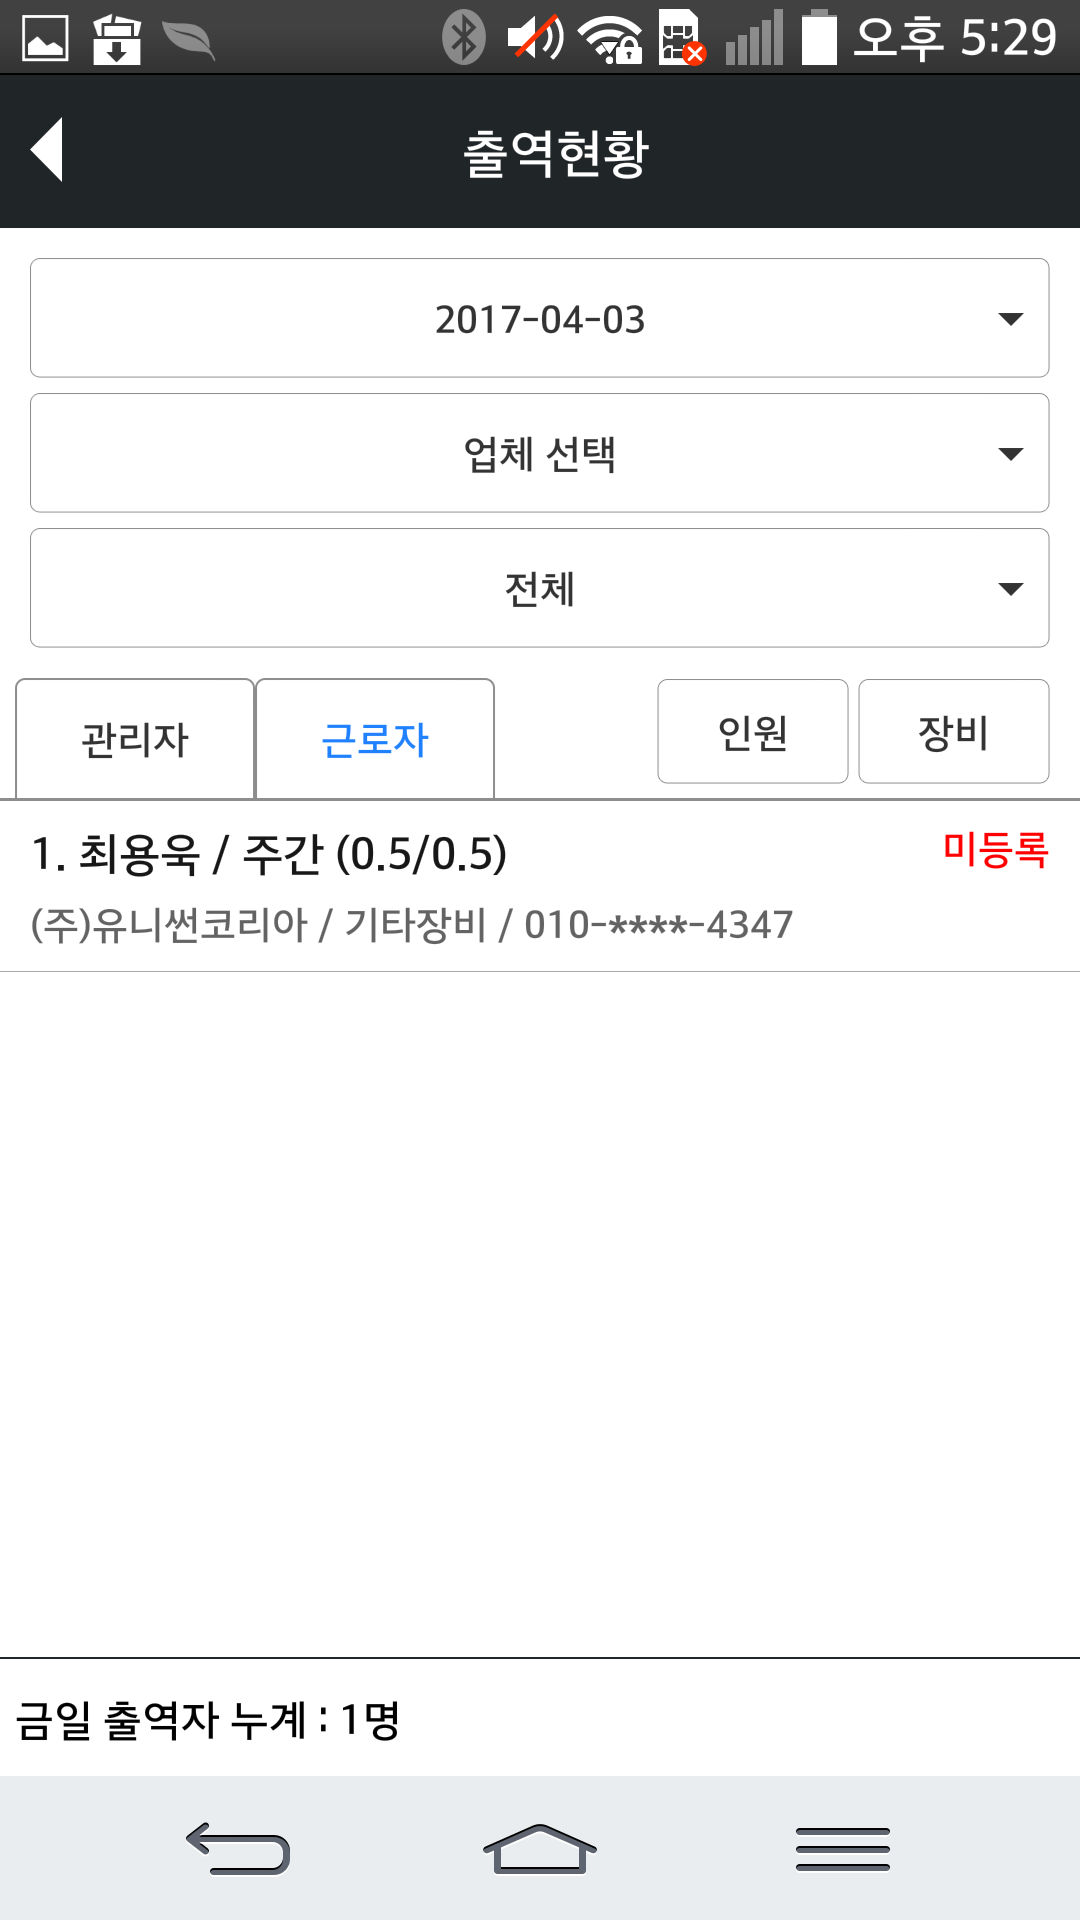 오후 5:29
출역현황
2017-04-03
업체 선택
전체
관리자 근로자 인원 장비
1. 최용욱 / 주간 (0.5/0.5) 미등록
(주)유니썬코리아 / 기타장비 / 010-****-4347
금일 출역자 누계 : 1명